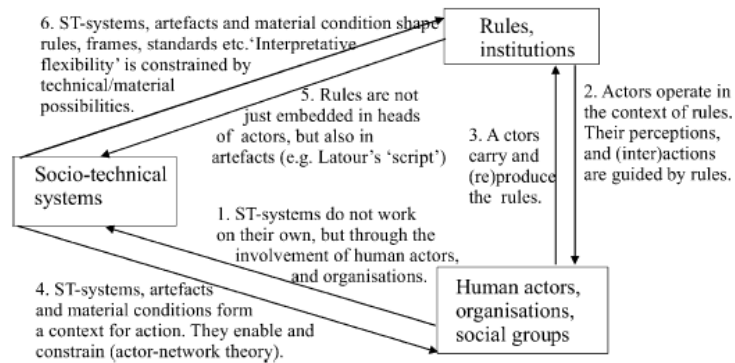 6. ST-systems, artefacts and material condition shape
rules, frames, standards etc.‘Interpretative
flexibility’ is constrained by
technical/material
possibilities.
Rules,
institutions
5. Rules are not
just embedded in heads
of actors, but also in
artefacts (e.g. Latour’s ‘script’)
2. Actors operate in
the context of rules.
Their perceptions,
and (inter)actions
are guided by rules.
3. A ctors
carry and
(re)produce
the rules.
Socio-technical
systems
1. ST-systems do not work
on their own, but through the
involvement of human actors,
and organisations.
4. ST-systems, artefacts
and material conditions form
a context for action. They enable and
constrain (actor-network theory).
Human actors,
organisations,
social groups